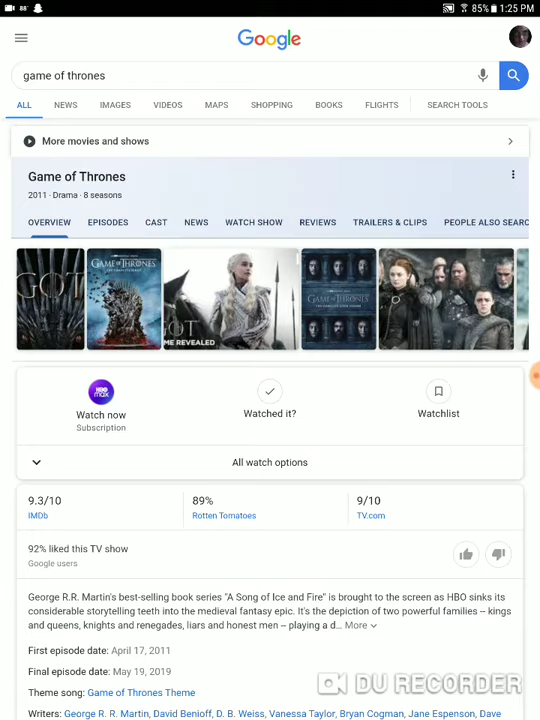 88° 85% 1:25 PM
Google
game of thrones
ALL NEWS IMAGES VIDEOS MAPS SHOPPING BOOKS FLIGHTS SEARCH TOOLS
More movies and shows
Game of Thrones
2011 · Drama · 8 seasons
OVERVIEW EPISODES CAST NEWS WATCH SHOW REVIEWS TRAILERS & CLIPS PEOPLE ALSO SEARC
GOT
GAME OF THRONES
GOT
ME REVEALED
GAME OF THRONES
HBO
max
Watch now
Subscription
Watched it?
Watchlist
All watch options
9.3/10
IMDb
89%
Rotten Tomatoes
9/10
TV.com
92% liked this TV show
Google users
George R.R. Martin's best-selling book series "A Song of Ice and Fire" is brought to the screen as HBO sinks its
considerable storytelling teeth into the medieval fantasy epic. It's the depiction of two powerful families -- kings
and queens, knights and renegades, liars and honest men -- playing a d... More
First episode date: April 17, 2011
Final episode date: May 19, 2019
Theme song: Game of Thrones Theme
Writers: George R. R. Martin, David Benioff, D. B. Weiss, Vanessa Taylor, Bryan Cogman, Jane Espenson, Dave
DU RECORDER